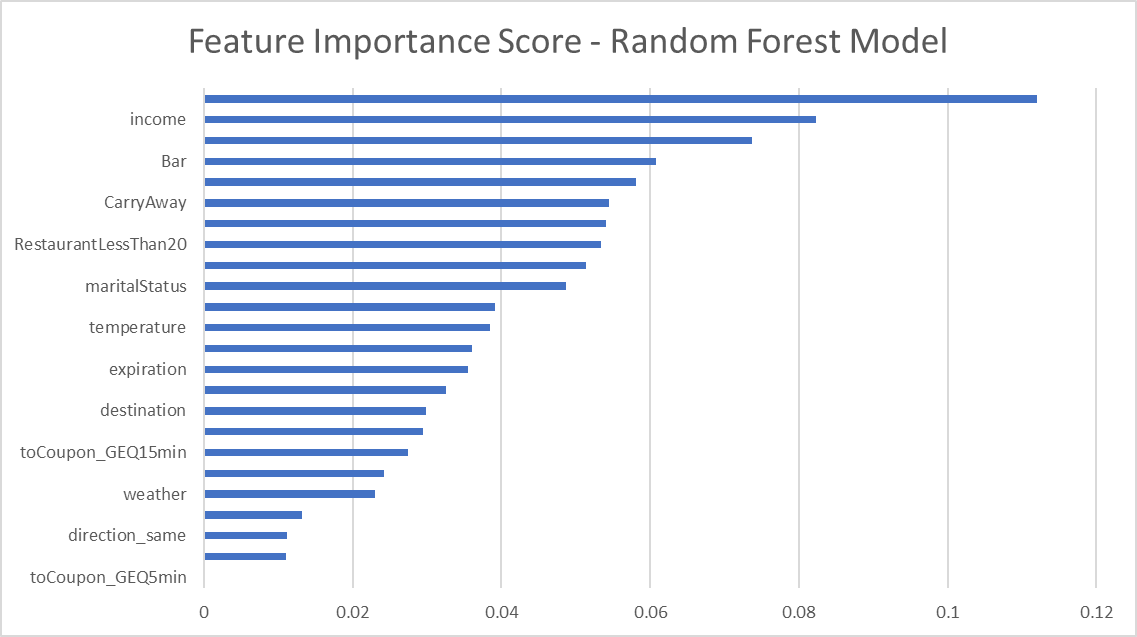 Feature Importance Score - Random Forest Model
income
Bar
CarryAway
RestaurantLessThan20
maritalStatus
temperature
expiration
destination
toCoupon_GEQ15min
weather
direction_same
toCoupon_GEQ5min
0 0.02 0.04 0.06 0.08 0.1 0.12